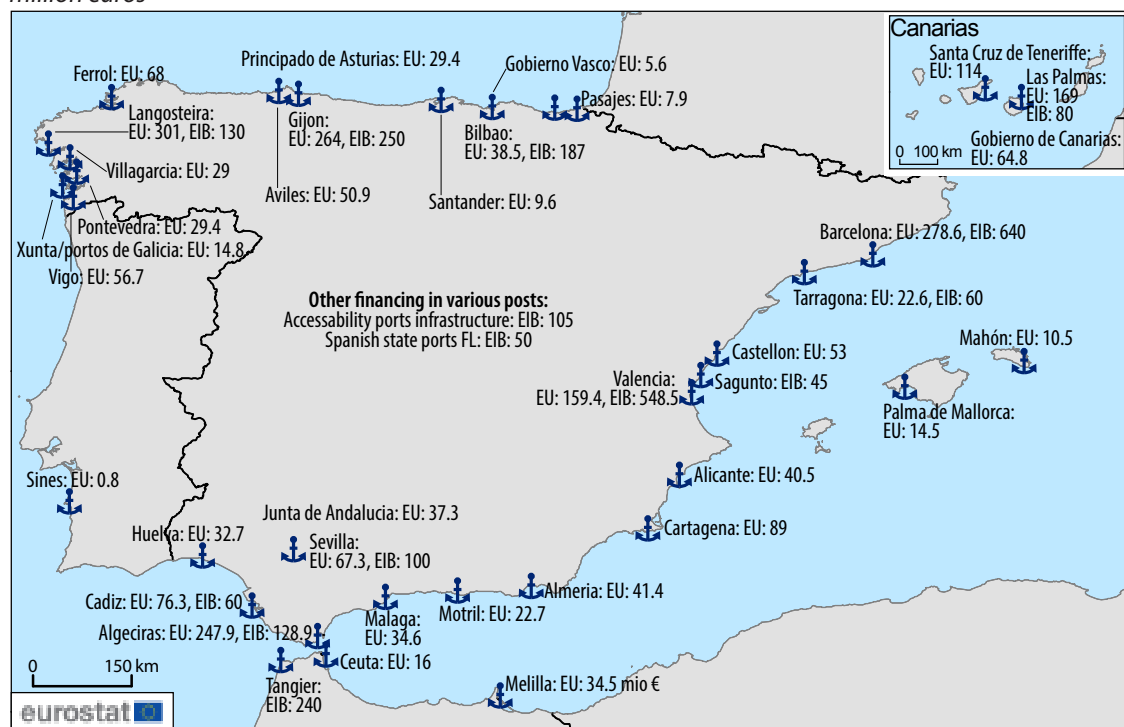 million euros
Canarias
Santa Cruz de Teneriffe:
EU: 114
Las Palmas:
EU: 169
EIB: 80
Gobierno de Canarias:
EU: 64.8
0 100 km
Principado de Asturias: EU: 29.4
Gobierno Vasco: EU: 5.6
Ferrol: EU: 68
Pasajes: EU: 7.9
Langosteira:
EU: 301, EIB: 130
Gijon:
EU: 264, EIB: 250
Bilbao:
EU: 38.5, EIB: 187
Villagarcia: EU: 29
Aviles: EU: 50.9
Santander: EU: 9.6
Pontevedra: EU: 29.4
Xunta/portos de Galicia: EU: 14.8
Vigo: EU: 56.7
Barcelona: EU: 278.6, EIB: 640
Tarragona: EU: 22.6, EIB: 60
Other financing in various posts:
Accessability ports infrastructure: EIB: 105
Spanish state ports FL: EIB: 50
Mahón: EU: 10.5
Castellon: EU: 53
Sagunto: EIB: 45
Valencia:
EU: 159.4, EIB: 548.5
Palma de Mallorca:
EU: 14.5
Sines: EU: 0.8
Alicante: EU: 40.5
Junta de Andalucia: EU: 37.3
Cartagena: EU: 89
Huelva: EU: 32.7
Sevilla:
EU: 67.3, EIB: 100
Almeria: EU: 41.4
Cadiz: EU: 76.3, EIB: 60
Malaga:
EU: 34.6
Motril: EU: 22.7
Algeciras: EU: 247.9, EIB: 128.9
Ceuta: EU: 16
0 150 km
Tangier:
EIB: 240
Melilla: EU: 34.5 mio €
eurostat